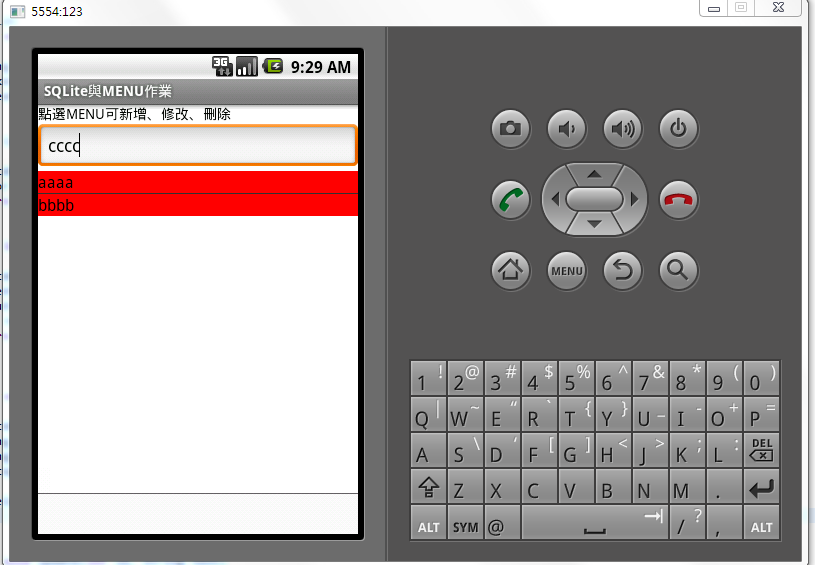 5554:123
3G 9:29 AM
SQLite與MENU作業
點選MENU可新增、修改、刪除
cccc
aaaa
bbbb
MENU
1 ! 2 @ 3 # 4 $ 5 % 6 ^ 7 & 8 * 9 ( 0 )
Q | W ~ E " R ` T { Y } U _ I - O + P =
A S \ D ' F [ G ] H < J > K ; L : DEL
Z X C V B N M .
ALT SYM @ / ? , ALT